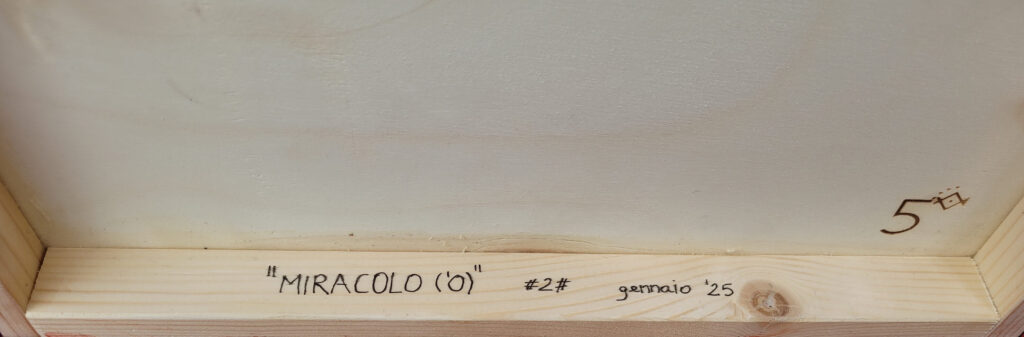 5
"MIRACOLO ('O)" #2# gennaio '25